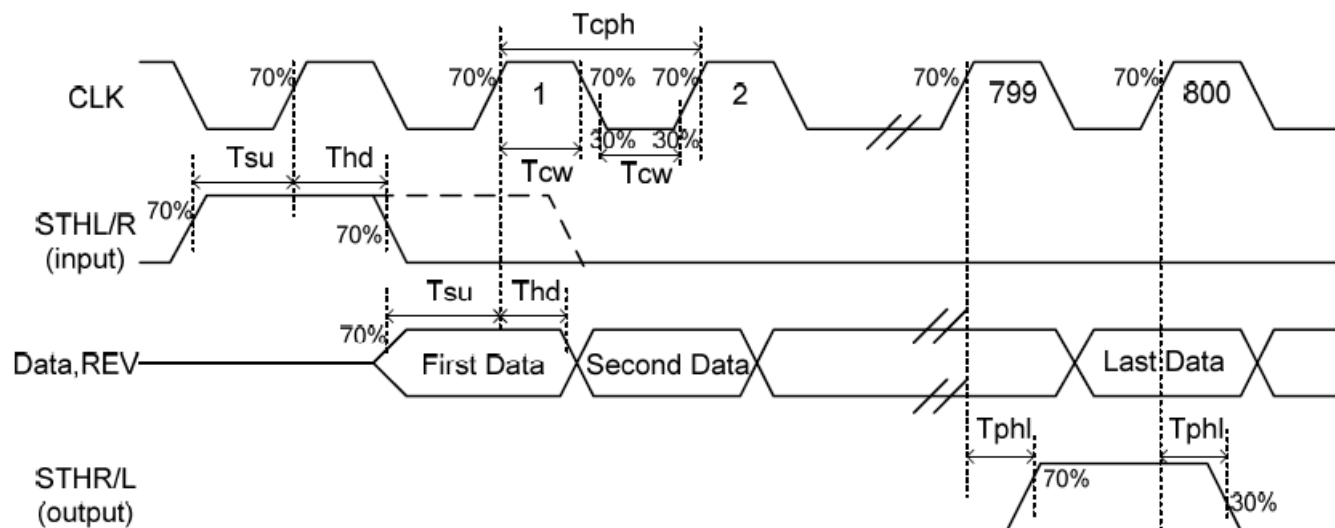 Tcph
70%
70%
70%
70%
70%
70%
CLK
1
2
799
800
30%
30%
Tsu
Thd
Tcw
Tcw
70%
STHL/R
(input)
70%
Tsu
Thd
70%
Data,REV
First Data
Second Data
Last Data
Tphl
Tphl
STHR/L
(output)
70%
30%